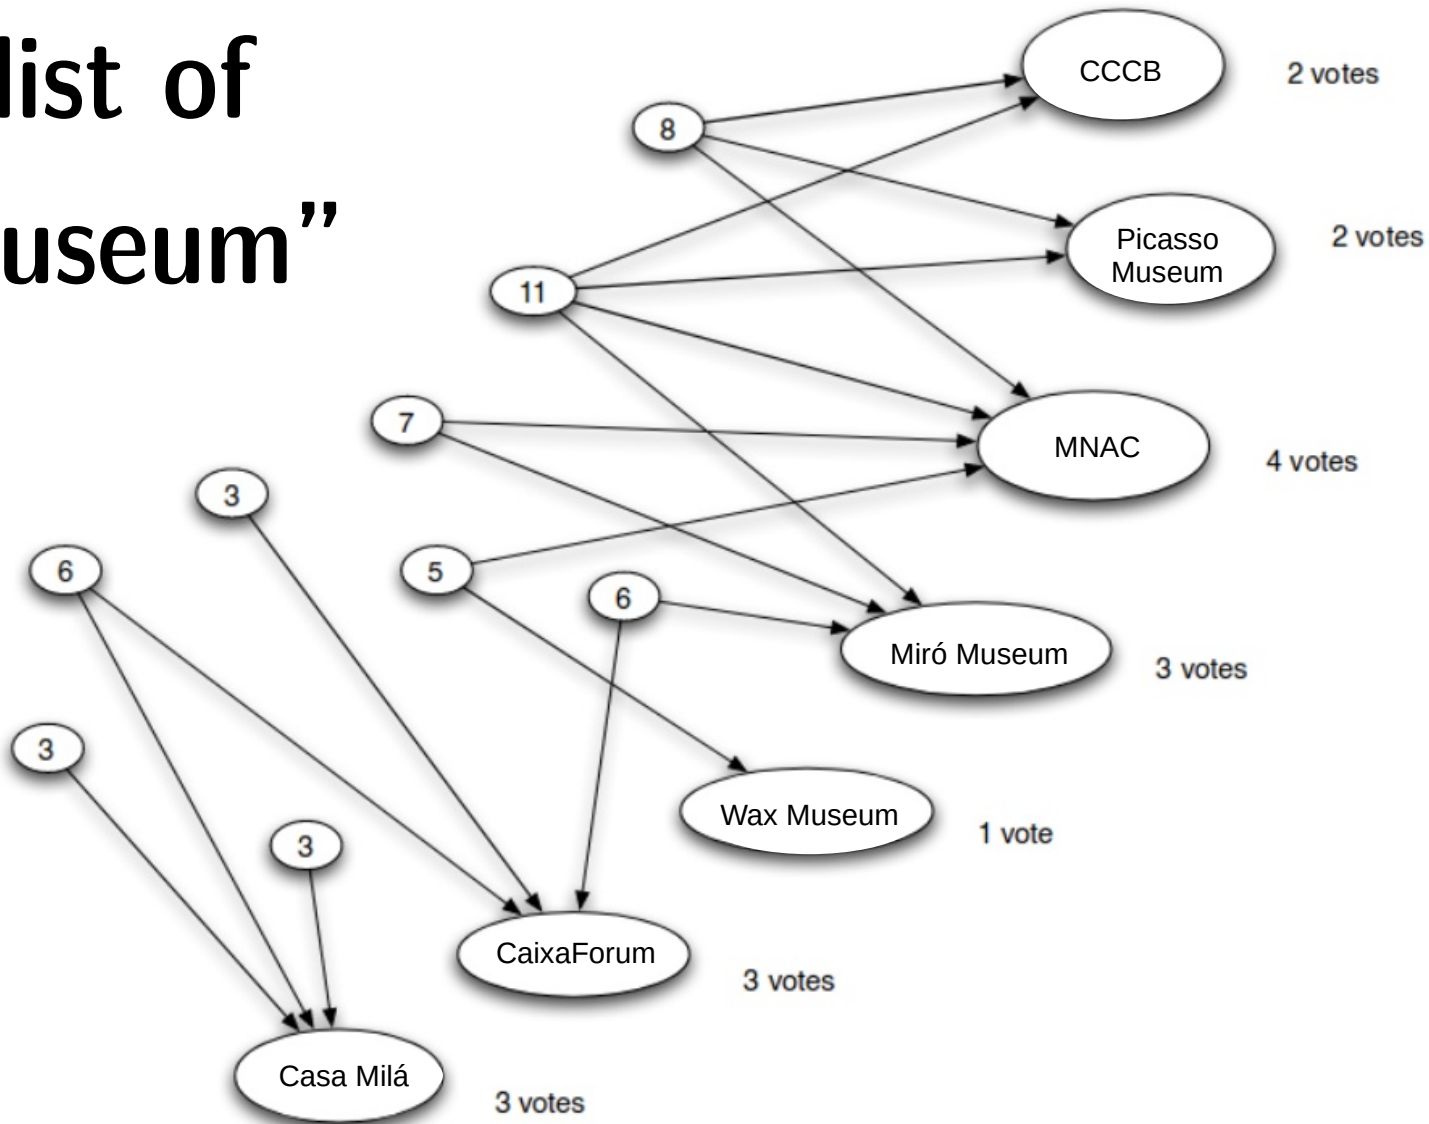 list of
useum”
CCCB
2 votes
8
Picasso
Museum
2 votes
11
7
MNAC
4 votes
3
6
5
6
Miró Museum
3 votes
3
Wax Museum
1 vote
3
CaixaForum
3 votes
Casa Milá
3 votes